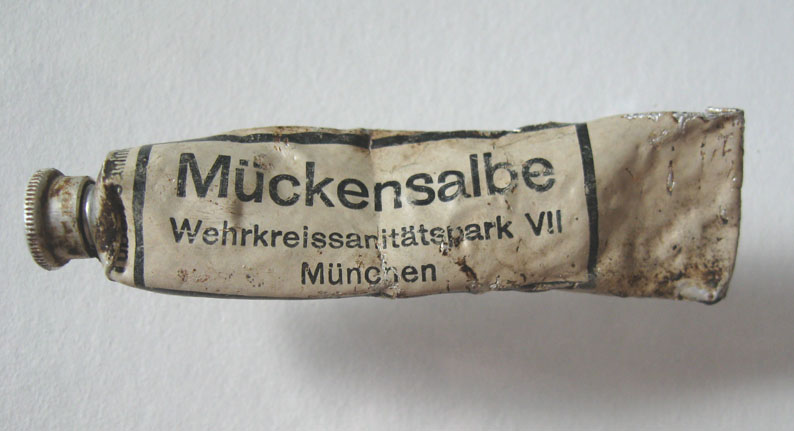 Mückensalbe
Wehrkreissanitätspark VII
München